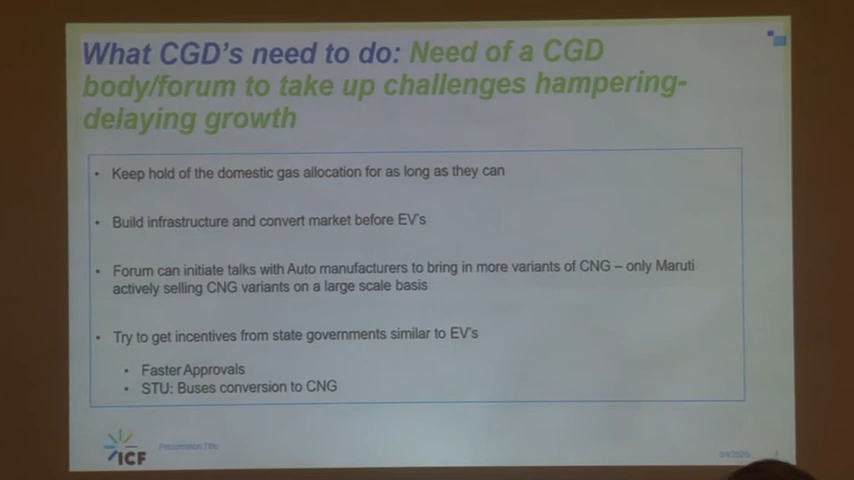 What CGD's need to do: Need of a CGD
body/forum to take up challenges hampering-
delaying growth
• Keep hold of the domestic gas allocation for as long as they can
• Build infrastructure and convert market before EV's
• Forum can initiate talks with Auto manufacturers to bring in more variants of CNG – only Maruti
actively selling CNG variants on a large scale basis
• Try to get incentives from state governments similar to EV's
• Faster Approvals
• STU: Buses conversion to CNG
ICF
Presentation Title